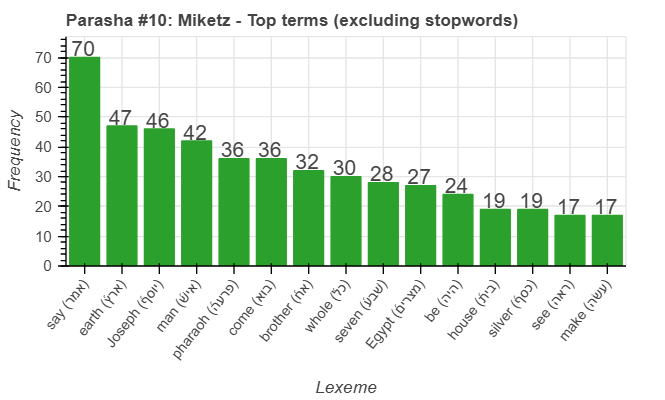 Parasha #10: Miketz - Top terms (excluding stopwords)
70
47
46
42
36
36
32
30
28
27
24
19
19
17
17
70
60
50
40
30
20
10
0
Frequency
say (אמר)
earth (ארץ)
Joseph (יוסף)
man (איש)
pharaoh (פרעה)
come (בוא)
brother (אח)
whole (כל)
seven (שבע)
Egypt (מצרים)
be (היה)
house (בית)
silver (כסף)
see (ראה)
make (עשה)
Lexeme